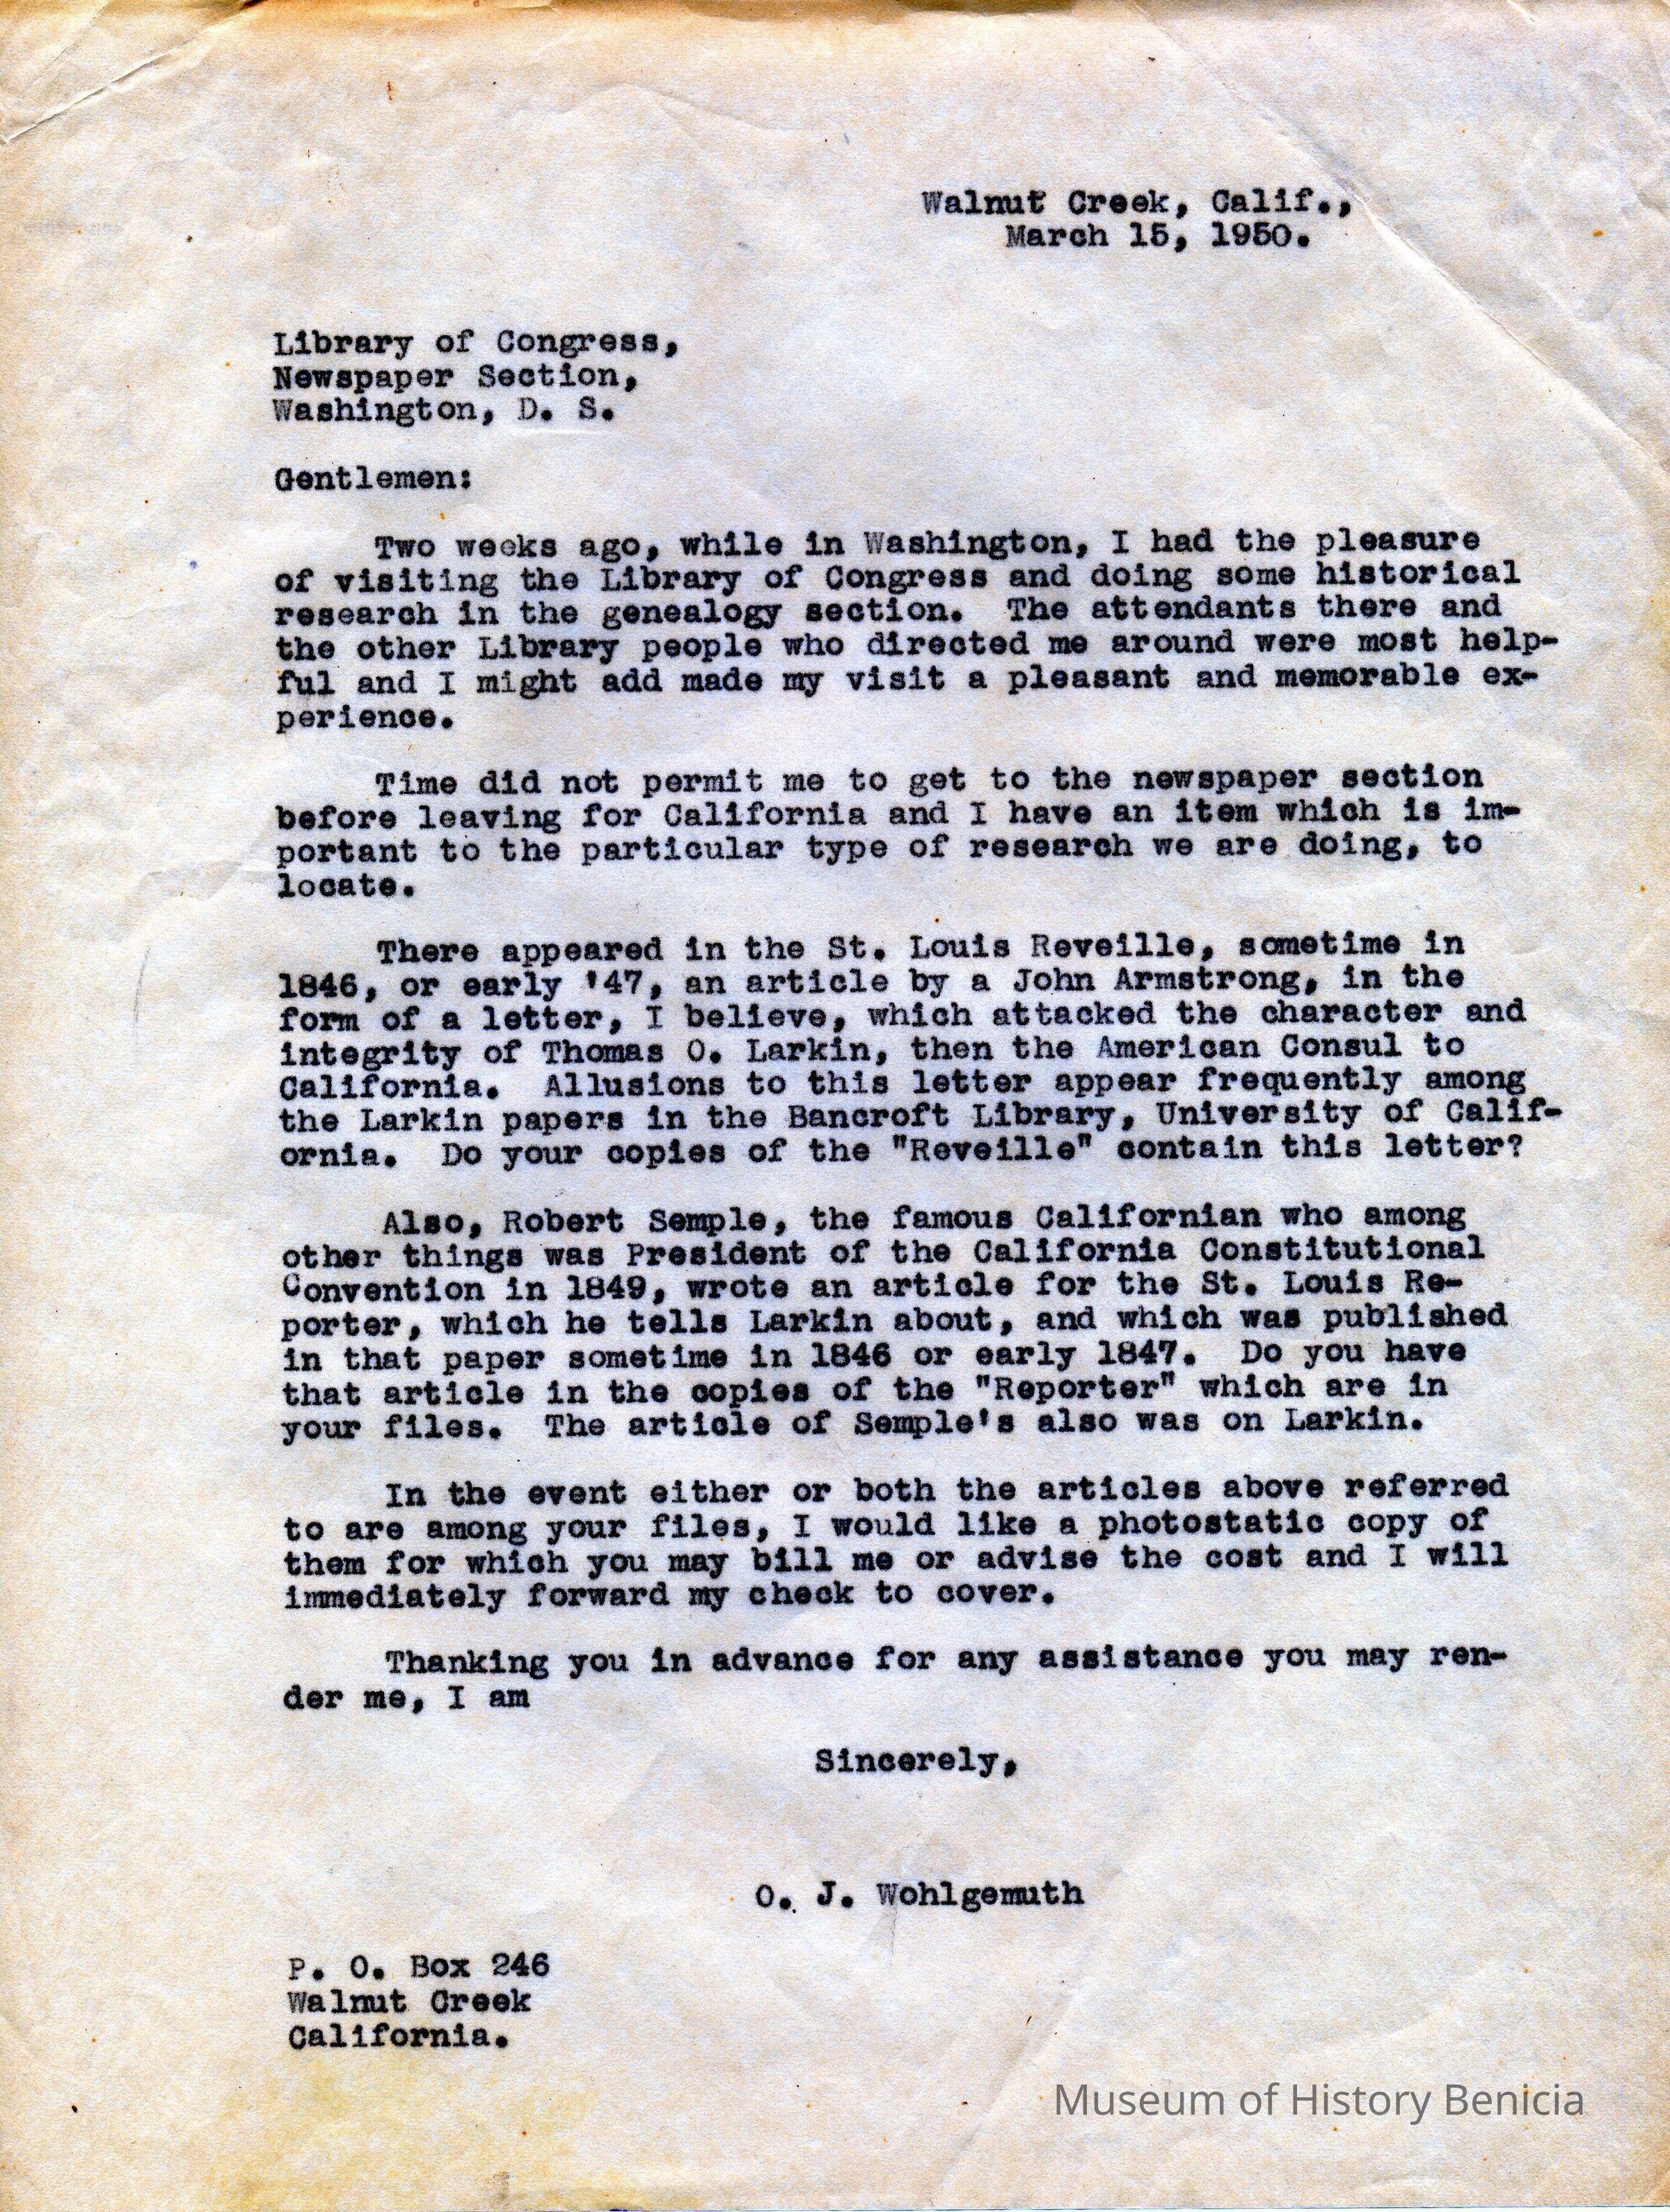 Walnut Creek, Calif.,
March 15, 1950.
Library of Congress,
Newspaper Section,
Washington, D. S.
Gentlemen:
Two weeks ago, while in Washington, I had the pleasure
of visiting the Library of Congress and doing some historical
research in the genealogy section.  The attendants there and
the other Library people who directed me around were most help-
ful and I might add made my visit a pleasant and memorable ex-
perience.
Time did not permit me to get to the newspaper section
before leaving for California and I have an item which is im-
portant to the particular type of research we are doing, to
locate.
There appeared in the St. Louis Reveille, sometime in
1846, or early '47, an article by a John Armstrong, in the
form of a letter, I believe, which attacked the character and
integrity of Thomas O. Larkin, then the American Consul to
California.  Allusions to this letter appear frequently among
the Larkin papers in the Bancroft Library, University of Calif-
ornia.  Do your copies of the "Reveille" contain this letter?
Also, Robert Semple, the famous Californian who among
other things was President of the California Constitutional
Convention in 1849, wrote an article for the St. Louis Re-
porter, which he tells Larkin about, and which was published
in that paper sometime in 1846 or early 1847.  Do you have
that article in the copies of the "Reporter" which are in
your files.  The article of Semple's also was on Larkin.
In the event either or both the articles above referred
to are among your files, I would like a photostatic copy of
them for which you may bill me or advise the cost and I will
immediately forward my check to cover.
Thanking you in advance for any assistance you may ren-
der me, I am
Sincerely,
O. J. Wohlgemuth
P. O. Box 246
Walnut Creek
California.
Museum of History Benicia